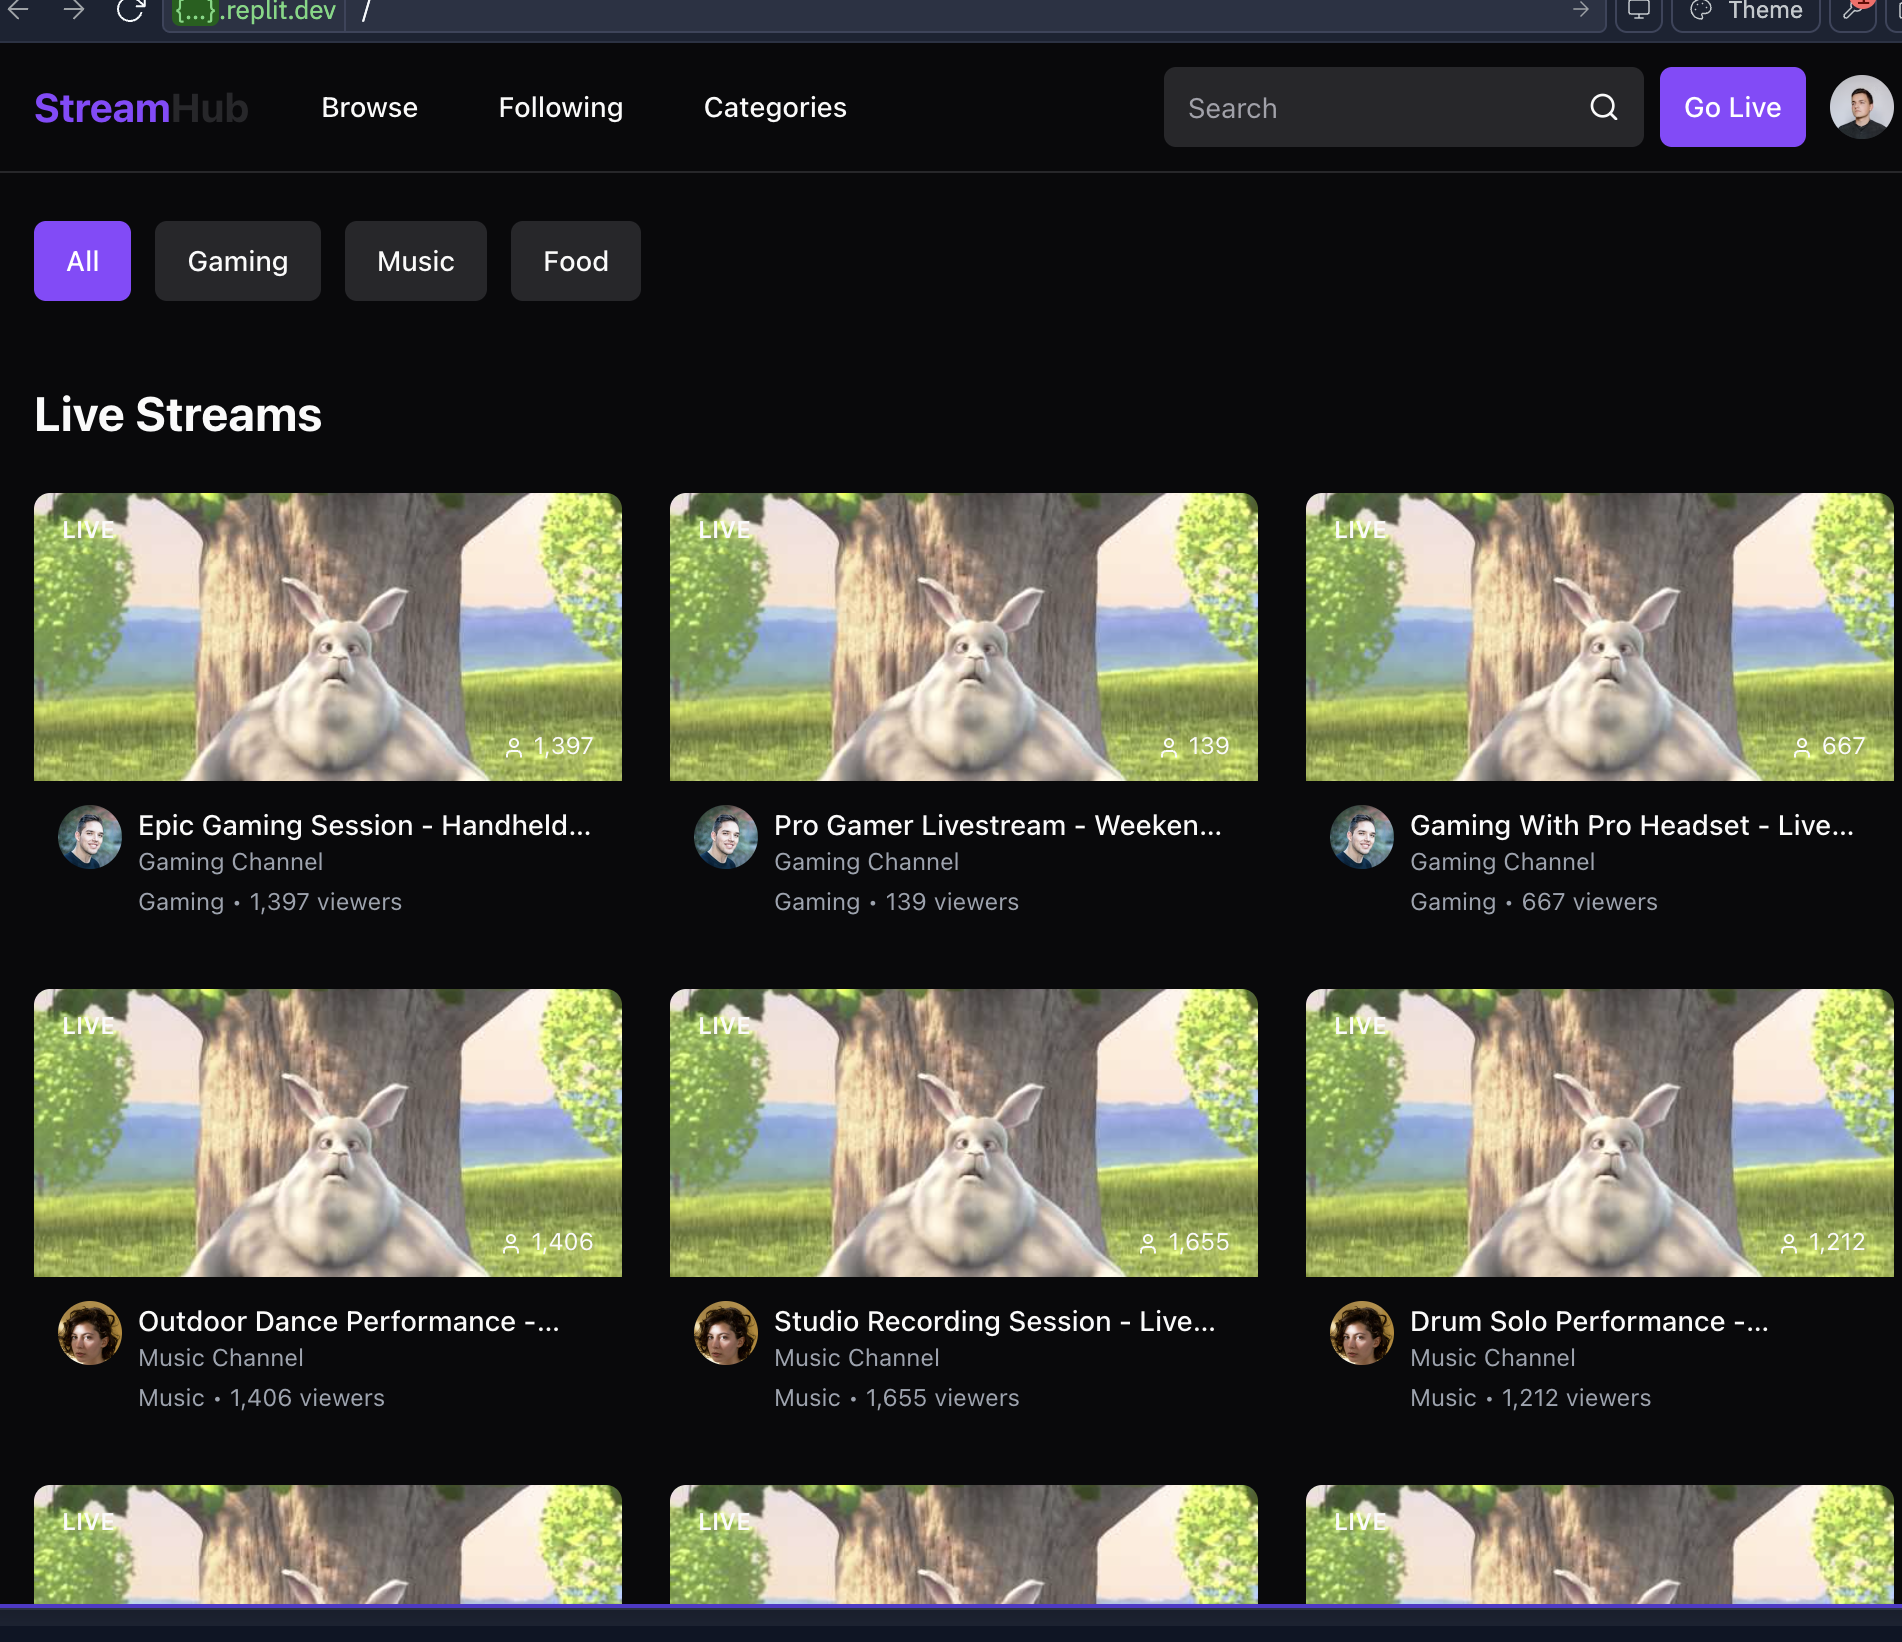 {...}.replit.dev /
Theme
StreamHub
Browse
Following
Categories
Search
Go Live
All
Gaming
Music
Food
Live Streams
LIVE
LIVE
LIVE
1,397
139
667
Epic Gaming Session - Handheld...
Gaming Channel
Gaming • 1,397 viewers
Pro Gamer Livestream - Weeken...
Gaming Channel
Gaming • 139 viewers
Gaming With Pro Headset - Live...
Gaming Channel
Gaming • 667 viewers
LIVE
LIVE
LIVE
1,406
1,655
1,212
Outdoor Dance Performance -...
Music Channel
Music • 1,406 viewers
Studio Recording Session - Live...
Music Channel
Music • 1,655 viewers
Drum Solo Performance -...
Music Channel
Music • 1,212 viewers
LIVE
LIVE
LIVE